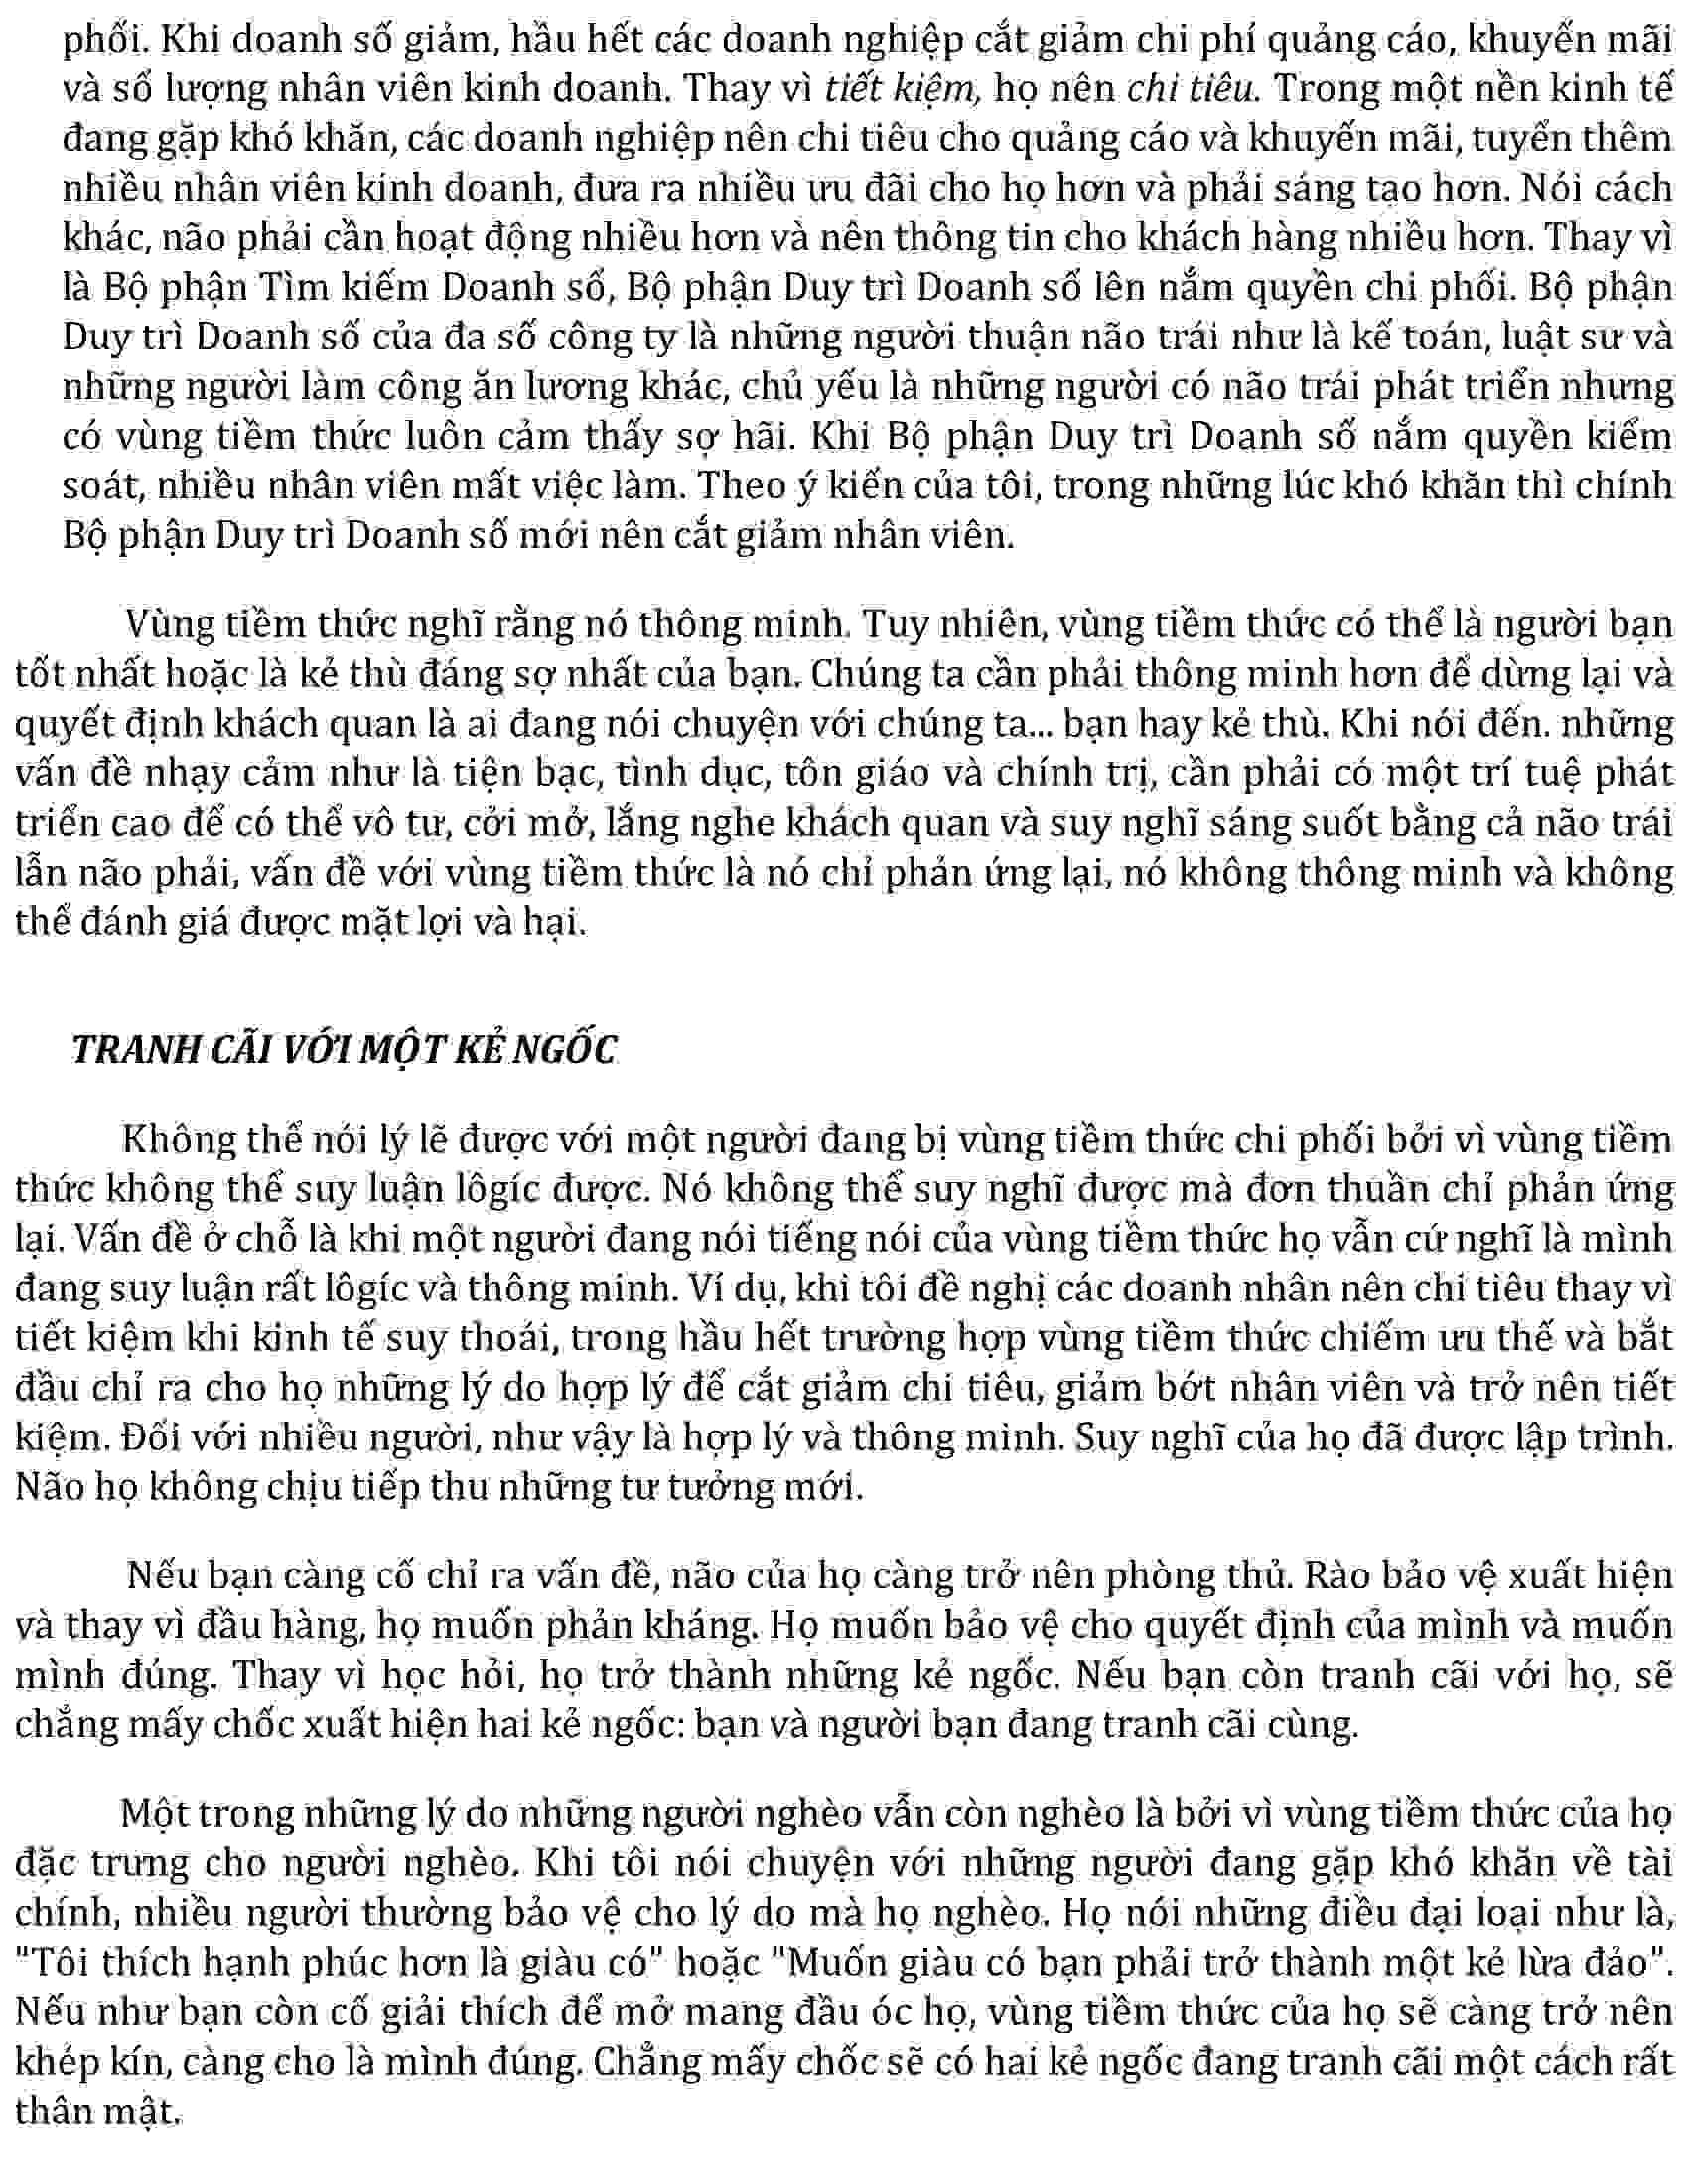 phối. Khi doanh số giảm, hầu hết các doanh nghiệp cắt giảm chi phí quảng cáo, khuyến mãi
và số lượng nhân viên kinh doanh. Thay vì tiết kiệm, họ nên chi tiêu. Trong một nền kinh tế
đang gặp khó khăn, các doanh nghiệp nên chi tiêu cho quảng cáo và khuyến mãi, tuyển thêm
nhiều nhân viên kinh doanh, đưa ra nhiều ưu đãi cho họ hơn và phải sáng tạo hơn. Nói cách
khác, não phải cần hoạt động nhiều hơn và nên thông tin cho khách hàng nhiều hơn. Thay vì
là Bộ phận Tìm kiếm Doanh số, Bộ phận Duy trì Doanh số lên nắm quyền chi phối. Bộ phận
Duy trì Doanh số của đa số công ty là những người thuận não trái như là kế toán, luật sư và
những người làm công ăn lương khác, chủ yếu là những người có não trái phát triển nhưng
có vùng tiềm thức luôn cảm thấy sợ hãi. Khi Bộ phận Duy trì Doanh số nắm quyền kiểm
soát, nhiều nhân viên mất việc làm. Theo ý kiến của tôi, trong những lúc khó khăn thì chính
Bộ phận Duy trì Doanh số mới nên cắt giảm nhân viên.
Vùng tiềm thức nghĩ rằng nó thông minh. Tuy nhiên, vùng tiềm thức có thể là người bạn
tốt nhất hoặc là kẻ thù đáng sợ nhất của bạn. Chúng ta cần phải thông minh hơn để dừng lại và
quyết định khách quan là ai đang nói chuyện với chúng ta... bạn hay kẻ thù. Khi nói đến. những
vấn đề nhạy cảm như là tiện bạc, tình dục, tôn giáo và chính trị, cần phải có một trí tuệ phát
triển cao để có thể vô tư, cởi mở, lắng nghe khách quan và suy nghĩ sáng suốt bằng cả não trái
lẫn não phải, vấn đề với vùng tiềm thức là nó chỉ phản ứng lại, nó không thông minh và không
thể đánh giá được mặt lợi và hại.
TRANH CÃI VỚI MỘT KẺ NGỐC
Không thể nói lý lẽ được với một người đang bị vùng tiềm thức chi phối bởi vì vùng tiềm
thức không thể suy luận lôgíc được. Nó không thể suy nghĩ được mà đơn thuần chỉ phản ứng
lại. Vấn đề ở chỗ là khi một người đang nói tiếng nói của vùng tiềm thức họ vẫn cứ nghĩ là mình
đang suy luận rất lôgíc và thông minh. Ví dụ, khi tôi đề nghị các doanh nhân nên chi tiêu thay vì
tiết kiệm khi kinh tế suy thoái, trong hầu hết trường hợp vùng tiềm thức chiếm ưu thế và bắt
đầu chỉ ra cho họ những lý do hợp lý để cắt giảm chi tiêu, giảm bớt nhân viên và trở nên tiết
kiệm. Đối với nhiều người, như vậy là hợp lý và thông minh. Suy nghĩ của họ đã được lập trình.
Não họ không chịu tiếp thu những tư tưởng mới.
Nếu bạn càng cố chỉ ra vấn đề, não của họ càng trở nên phòng thủ. Rào bảo vệ xuất hiện
và thay vì đầu hàng, họ muốn phản kháng. Họ muốn bảo vệ cho quyết định của mình và muốn
mình đúng. Thay vì học hỏi, họ trở thành những kẻ ngốc. Nếu bạn còn tranh cãi với họ, sẽ
chẳng mấy chốc xuất hiện hai kẻ ngốc: bạn và người bạn đang tranh cãi cùng.
Một trong những lý do những người nghèo vẫn còn nghèo là bởi vì vùng tiềm thức của họ
đặc trưng cho người nghèo. Khi tôi nói chuyện với những người đang gặp khó khăn về tài
chính, nhiều người thường bảo vệ cho lý do mà họ nghèo. Họ nói những điều đại loại như là,
"Tôi thích hạnh phúc hơn là giàu có" hoặc "Muốn giàu có bạn phải trở thành một kẻ lừa đảo".
Nếu như bạn còn cố giải thích để mở mang đầu óc họ, vùng tiềm thức của họ sẽ càng trở nên
khép kín, càng cho là mình đúng. Chẳng mấy chốc sẽ có hai kẻ ngốc đang tranh cãi một cách rất
thân mật.